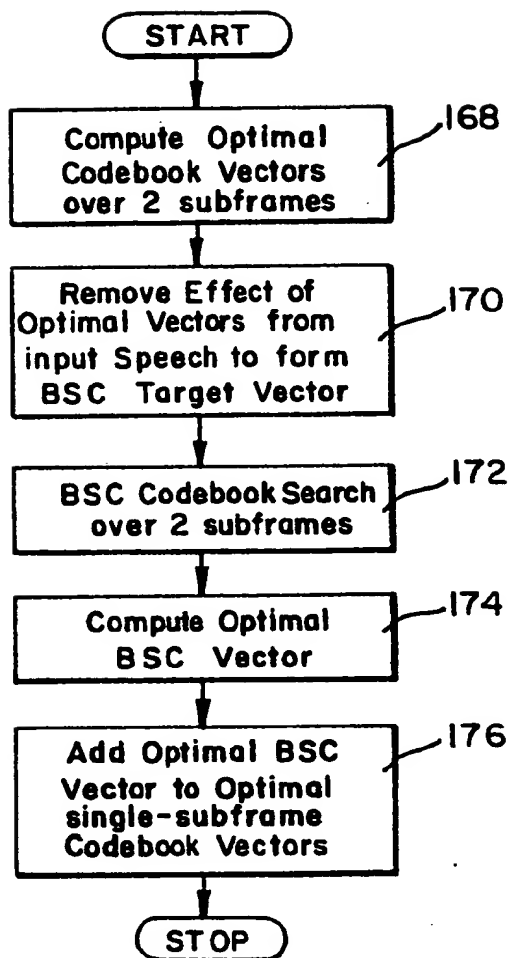 START
Compute Optimal
Codebook Vectors
over 2 subframes
168
Remove Effect of
Optimal Vectors from
input Speech to form
BSC Target Vector
170
BSC Codebook Search
over 2 subframes
172
Compute Optimal
BSC Vector
174
Add Optimal BSC
Vector to Optimal
single-subframe
Codebook Vectors
176
STOP